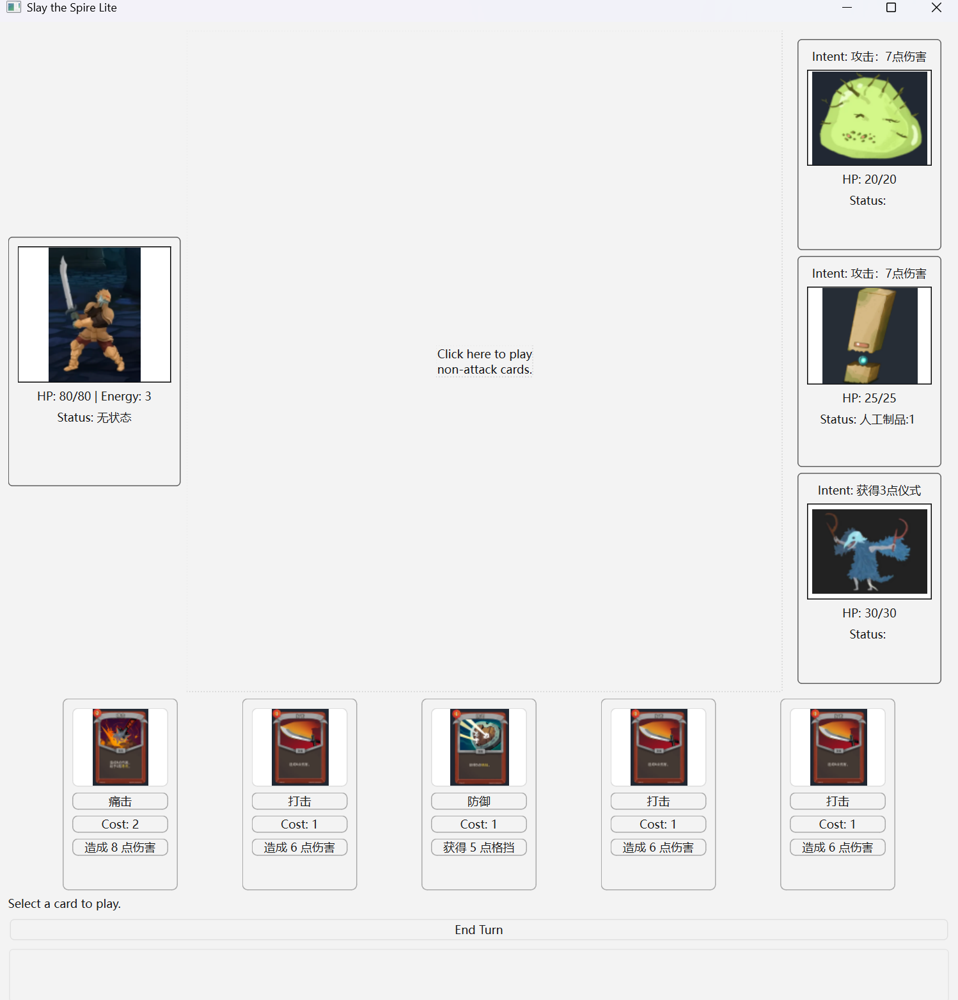 Slay the Spire Lite
Intent: 攻击：7点伤害
HP: 20/20
Status:
Intent: 攻击：7点伤害
HP: 25/25
Status: 人工制品:1
Intent: 获得3点仪式
HP: 30/30
Status:
HP: 80/80 | Energy: 3
Status: 无状态
Click here to play
non-attack cards.
痛击
Cost: 2
造成 8 点伤害
打击
Cost: 1
造成 6 点伤害
防御
Cost: 1
获得 5 点格挡
打击
Cost: 1
造成 6 点伤害
打击
Cost: 1
造成 6 点伤害
Select a card to play.
End Turn